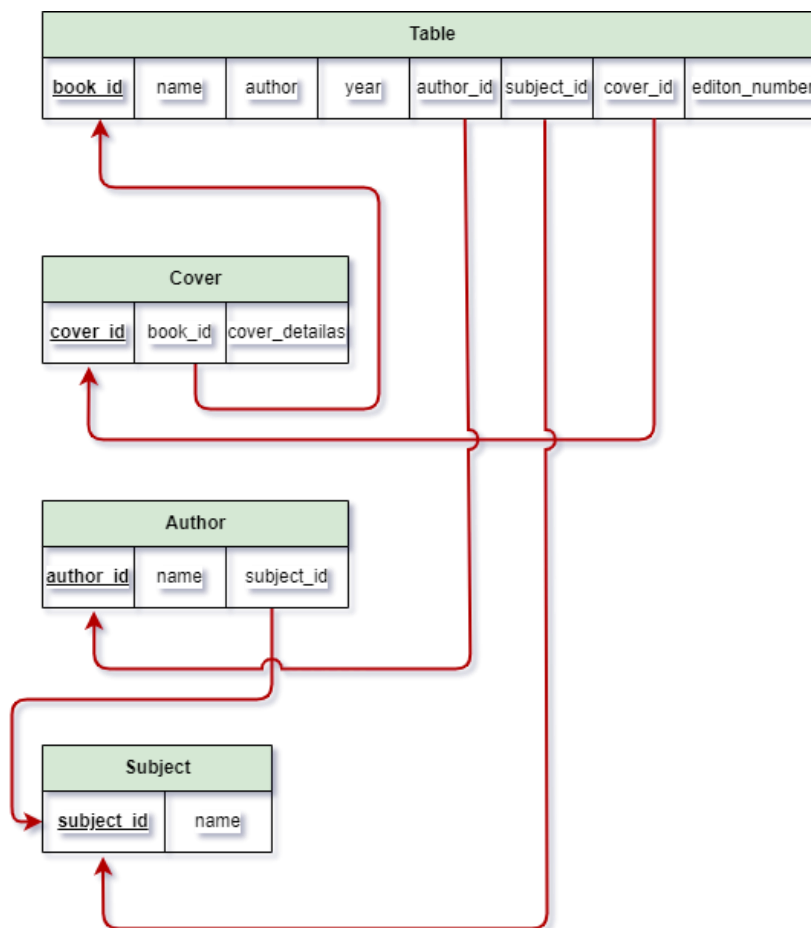 Table
book_id name author year author_id subject_id cover_id editon_number
Cover
cover_id book_id cover_detailas
Author
author_id name subject_id
Subject
subject_id name